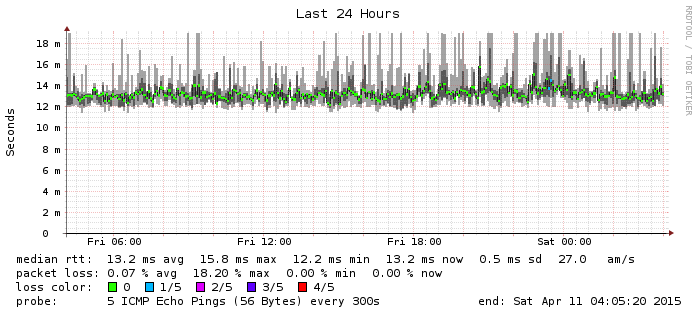 Last 24 Hours
RRDTOOL / TOBI OETIKER
Seconds
18 m
16 m
14 m
12 m
10 m
8 m
6 m
4 m
2 m
0
Fri 06:00 Fri 12:00 Fri 18:00 Sat 00:00
median rtt: 13.2 ms avg 15.8 ms max 12.2 ms min 13.2 ms now 0.5 ms sd 27.0 am/s
packet loss: 0.07 % avg 18.20 % max 0.00 % min 0.00 % now
loss color: 0 1/5 2/5 3/5 4/5
probe: 5 ICMP Echo Pings (56 Bytes) every 300s end: Sat Apr 11 04:05:20 2015